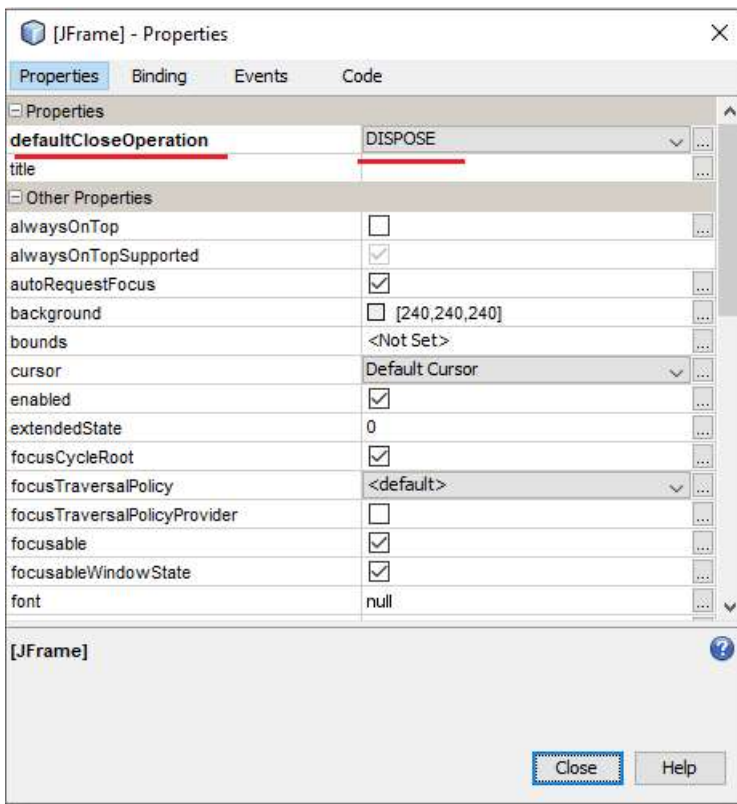 [JFrame] - Properties
Properties Binding Events Code
Properties
defaultCloseOperation DISPOSE ...
title ...
Other Properties
alwaysOnTop ...
alwaysOnTopSupported
autoRequestFocus ...
background [240,240,240] ...
bounds <Not Set> ...
cursor Default Cursor ...
enabled ...
extendedState 0 ...
focusCycleRoot ...
focusTraversalPolicy <default> ...
focusTraversalPolicyProvider ...
focusable ...
focusableWindowState ...
font null ...
[JFrame] ?
Close Help